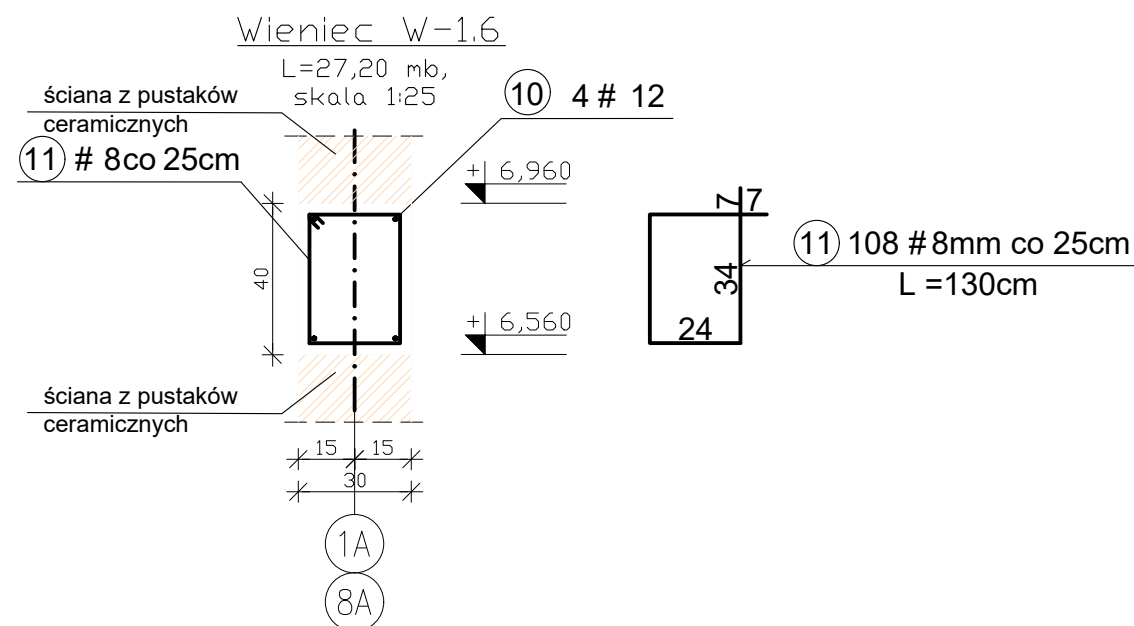 Wieniec W-1.6
L=27,20 mb,
skala 1:25
ściana z pustaków
ceramicznych
10 4 # 12
11 # 8co 25cm
+ 6,960
40
+ 6,560
7 7
34
24
11 108 #8mm co 25cm
L =130cm
ściana z pustaków
ceramicznych
15 15
30
1A
8A